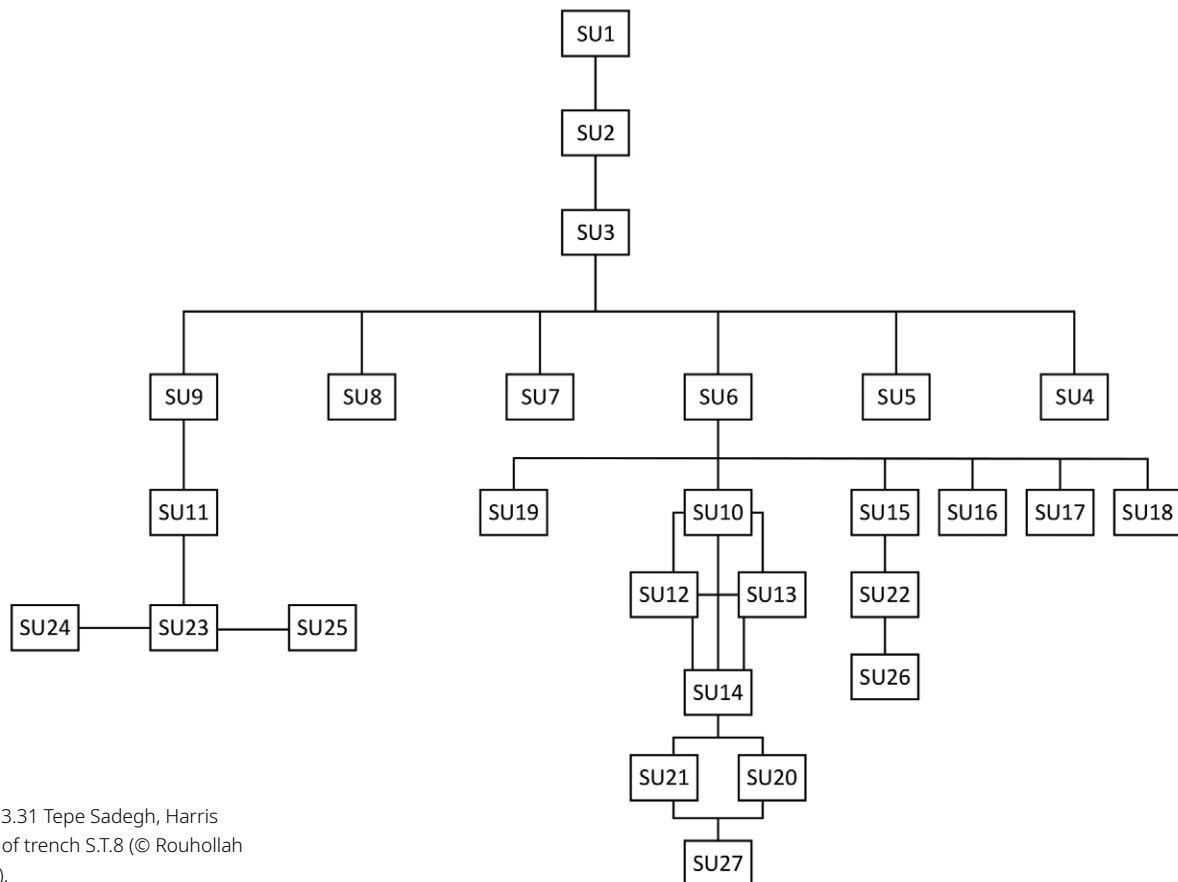 SU1
SU2
SU3
SU9 SU8 SU7 SU6 SU5 SU4
SU11 SU19 SU10 SU15 SU16 SU17 SU18
SU12 SU13 SU22
SU24 SU23 SU25
SU26
SU14
SU21 SU20
3.31 Tepe Sadegh, Harris
of trench S.T.8 (© Rouhollah
).
SU27